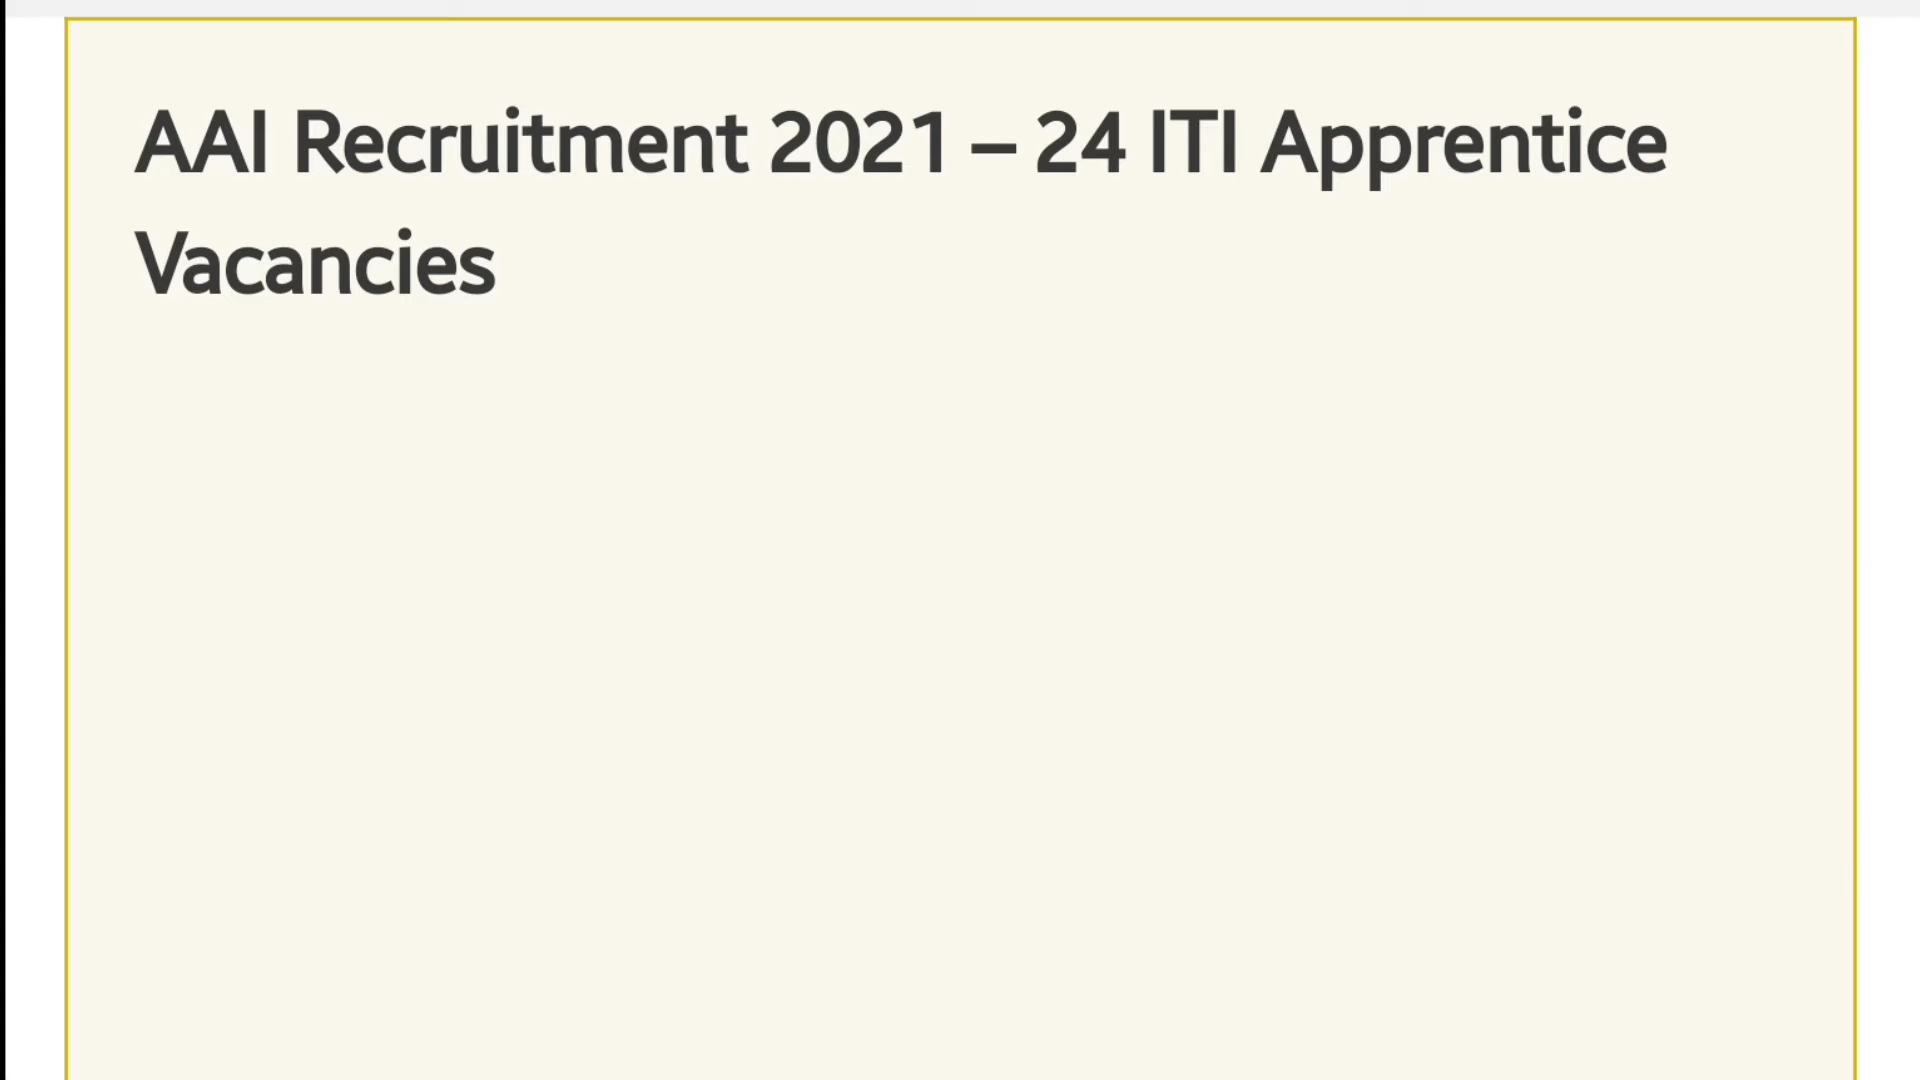 AAI Recruitment 2021 – 24 ITI Apprentice
Vacancies